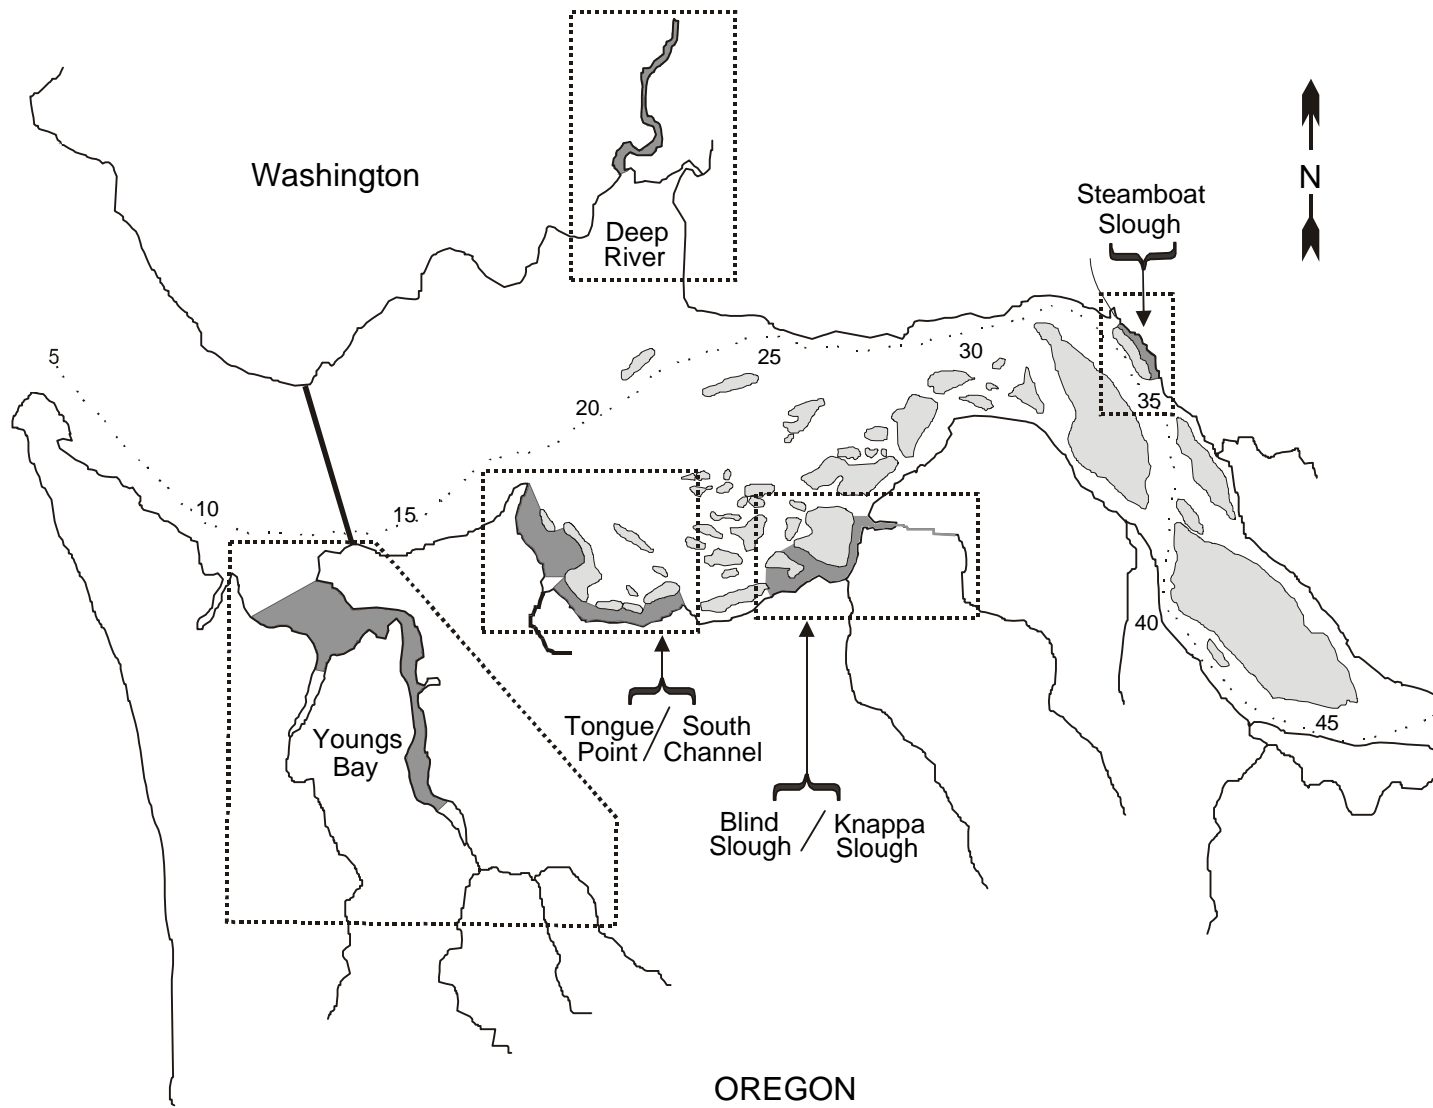 Washington
N
Steamboat
Slough
Deep
River
5
25
30
20
35
10
15
40
Tongue / South
Point / Channel
45
Youngs
Bay
Blind / Knappa
Slough / Slough
OREGON